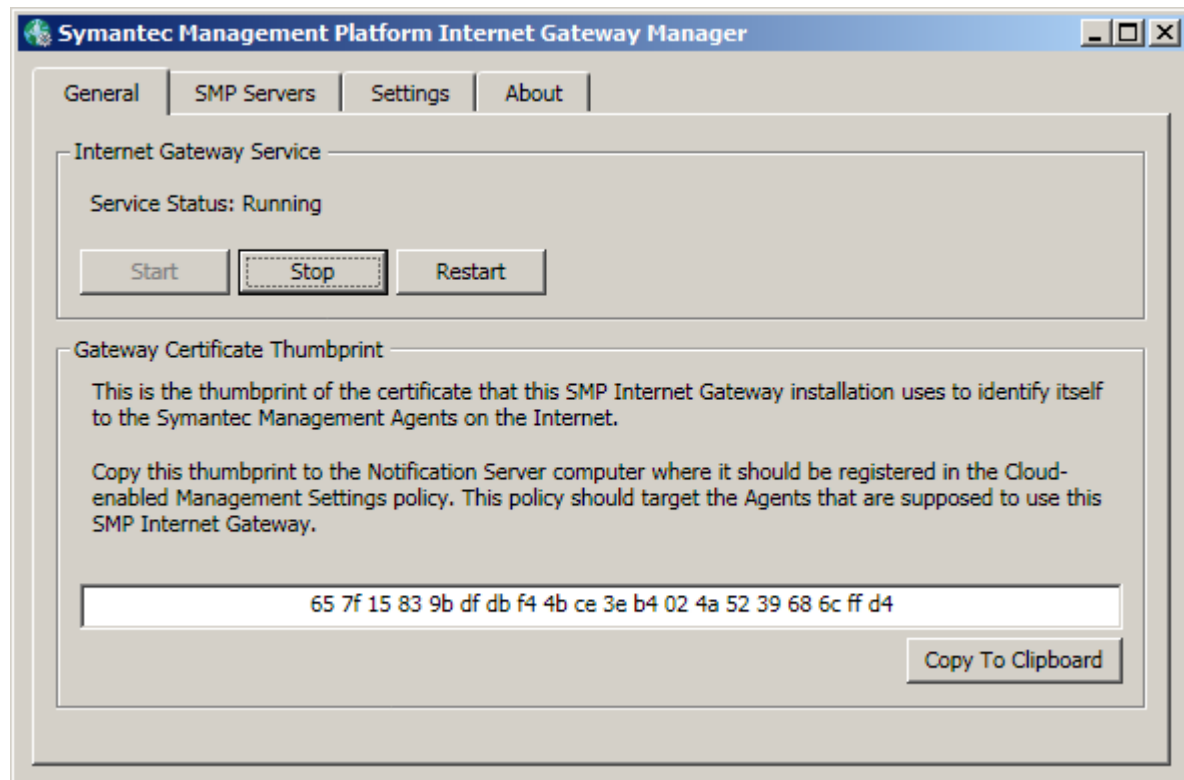 Symantec Management Platform Internet Gateway Manager
General SMP Servers Settings About
Internet Gateway Service
Service Status: Running
Start Stop Restart
Gateway Certificate Thumbprint
This is the thumbprint of the certificate that this SMP Internet Gateway installation uses to identify itself
to the Symantec Management Agents on the Internet.
Copy this thumbprint to the Notification Server computer where it should be registered in the Cloud-
enabled Management Settings policy. This policy should target the Agents that are supposed to use this
SMP Internet Gateway.
65 7f 15 83 9b df db f4 4b ce 3e b4 02 4a 52 39 68 6c ff d4
Copy To Clipboard